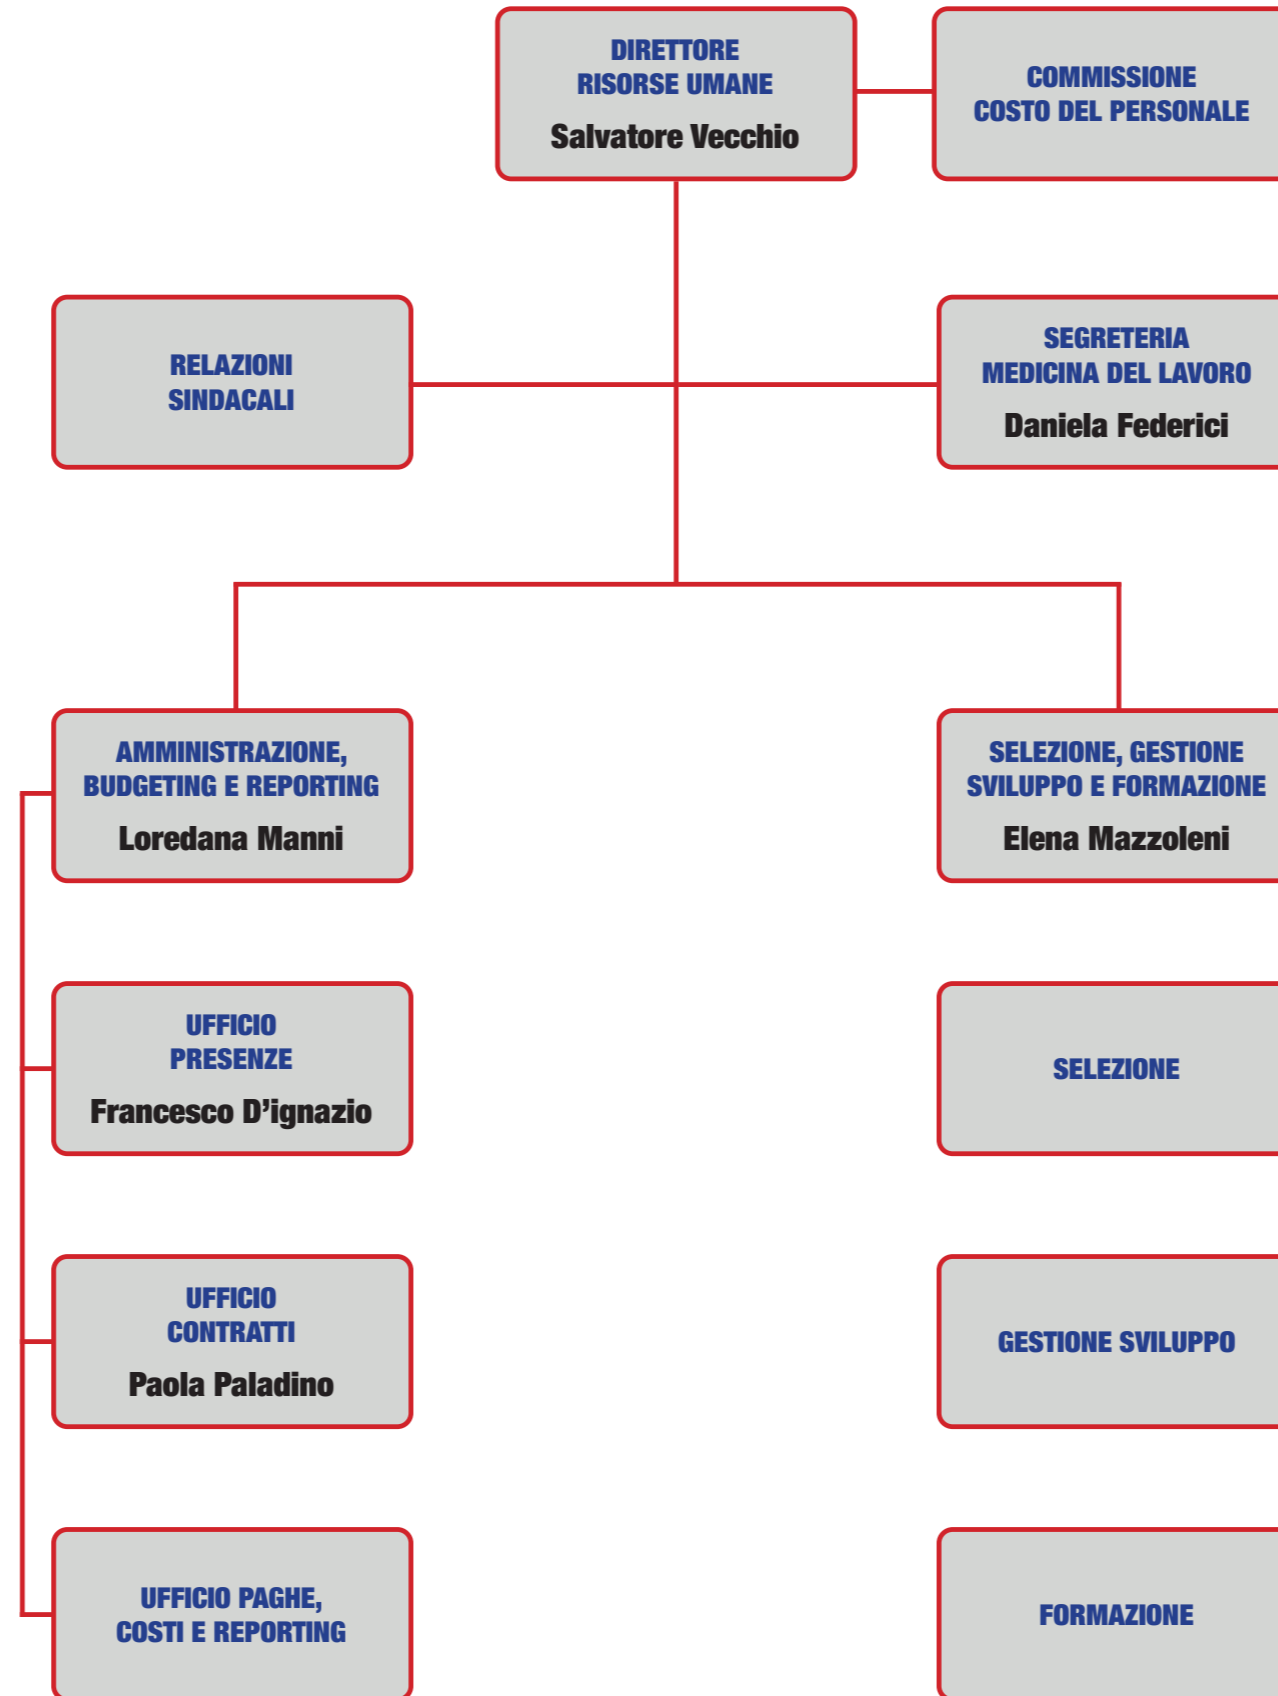 DIRETTORE
RISORSE UMANE
Salvatore Vecchio
COMMISSIONE
COSTO DEL PERSONALE
RELAZIONI
SINDACALI
SEGRETERIA
MEDICINA DEL LAVORO
Daniela Federici
AMMINISTRAZIONE,
BUDGETING E REPORTING
Loredana Manni
SELEZIONE, GESTIONE
SVILUPPO E FORMAZIONE
Elena Mazzoleni
UFFICIO
PRESENZE
Francesco D’ignazio
SELEZIONE
UFFICIO
CONTRATTI
Paola Paladino
GESTIONE SVILUPPO
UFFICIO PAGHE,
COSTI E REPORTING
FORMAZIONE